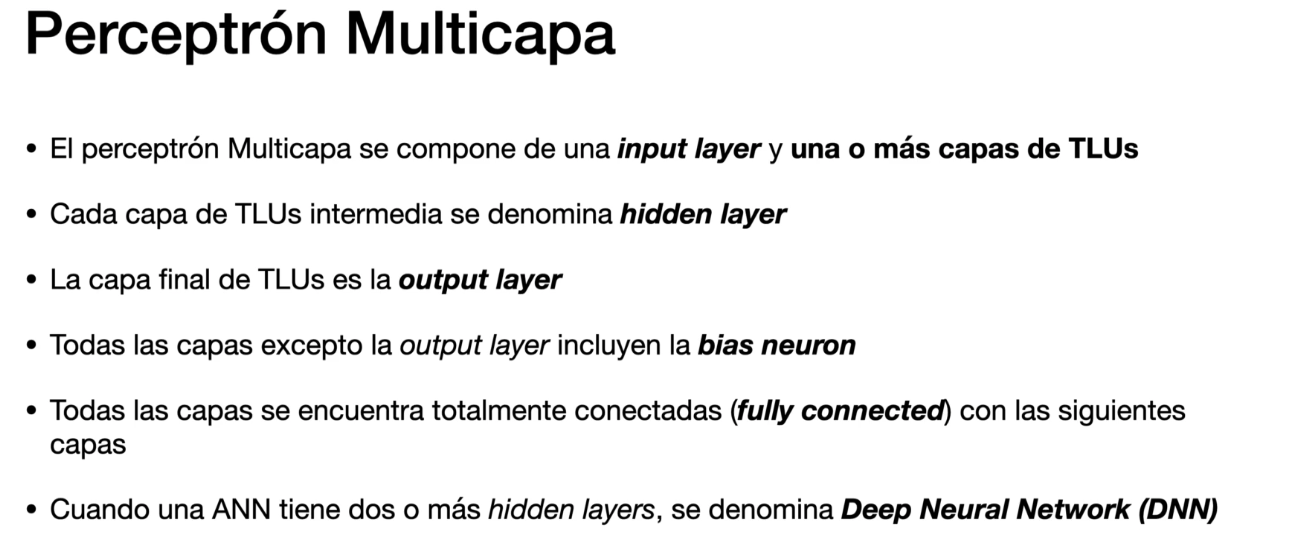 Perceptrón Multicapa
• El perceptrón Multicapa se compone de una input layer y una o más capas de TLUs
• Cada capa de TLUs intermedia se denomina hidden layer
• La capa final de TLUs es la output layer
• Todas las capas excepto la output layer incluyen la bias neuron
• Todas las capas se encuentra totalmente conectadas (fully connected) con las siguientes
capas
• Cuando una ANN tiene dos o más hidden layers, se denomina Deep Neural Network (DNN)